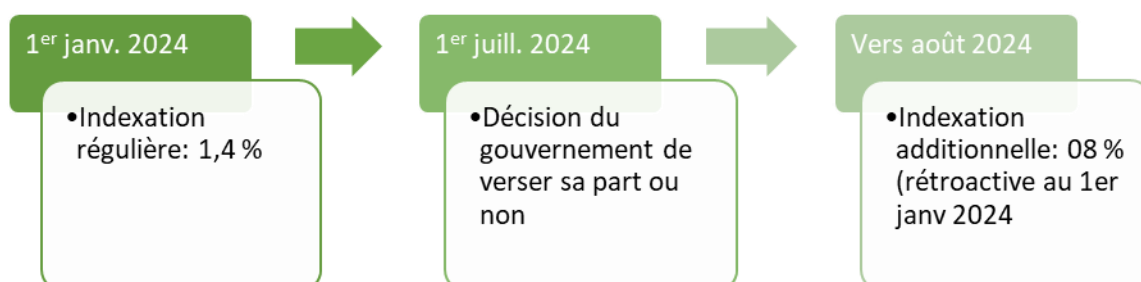 1er janv. 2024
•Indexation
régulière: 1,4 %
1er juill. 2024
•Décision du
gouvernement de
verser sa part ou
non
Vers août 2024
•Indexation
additionnelle: 08 %
(rétroactive au 1er
janv 2024